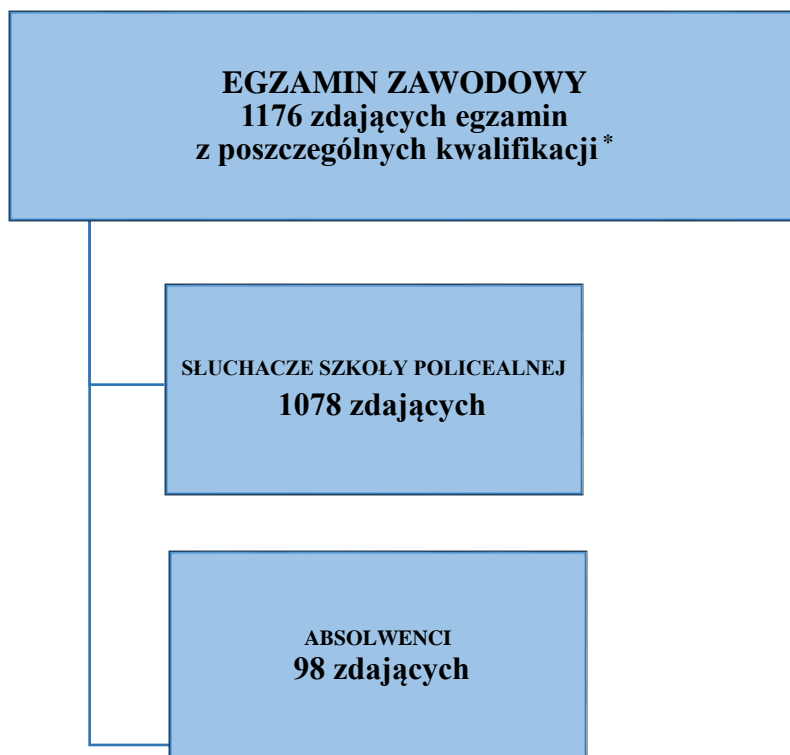 EGZAMIN ZAWODOWY
1176 zdających egzamin
z poszczególnych kwalifikacji *
SŁUCHACZE SZKOŁY POLICEALNEJ
1078 zdających
ABSOLWENCI
98 zdających